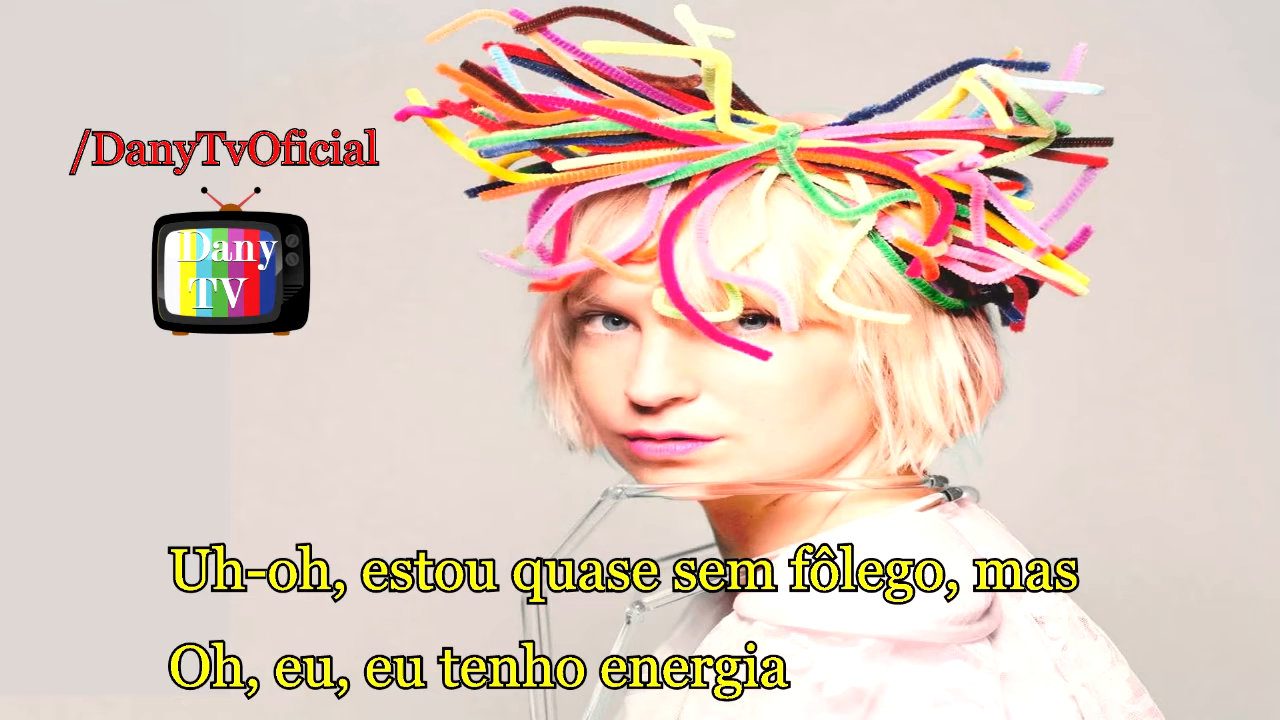 /DanyTvOficial
Dany
TV
Uh-oh, estou quase sem fôlego, mas
Oh, eu, eu tenho energia